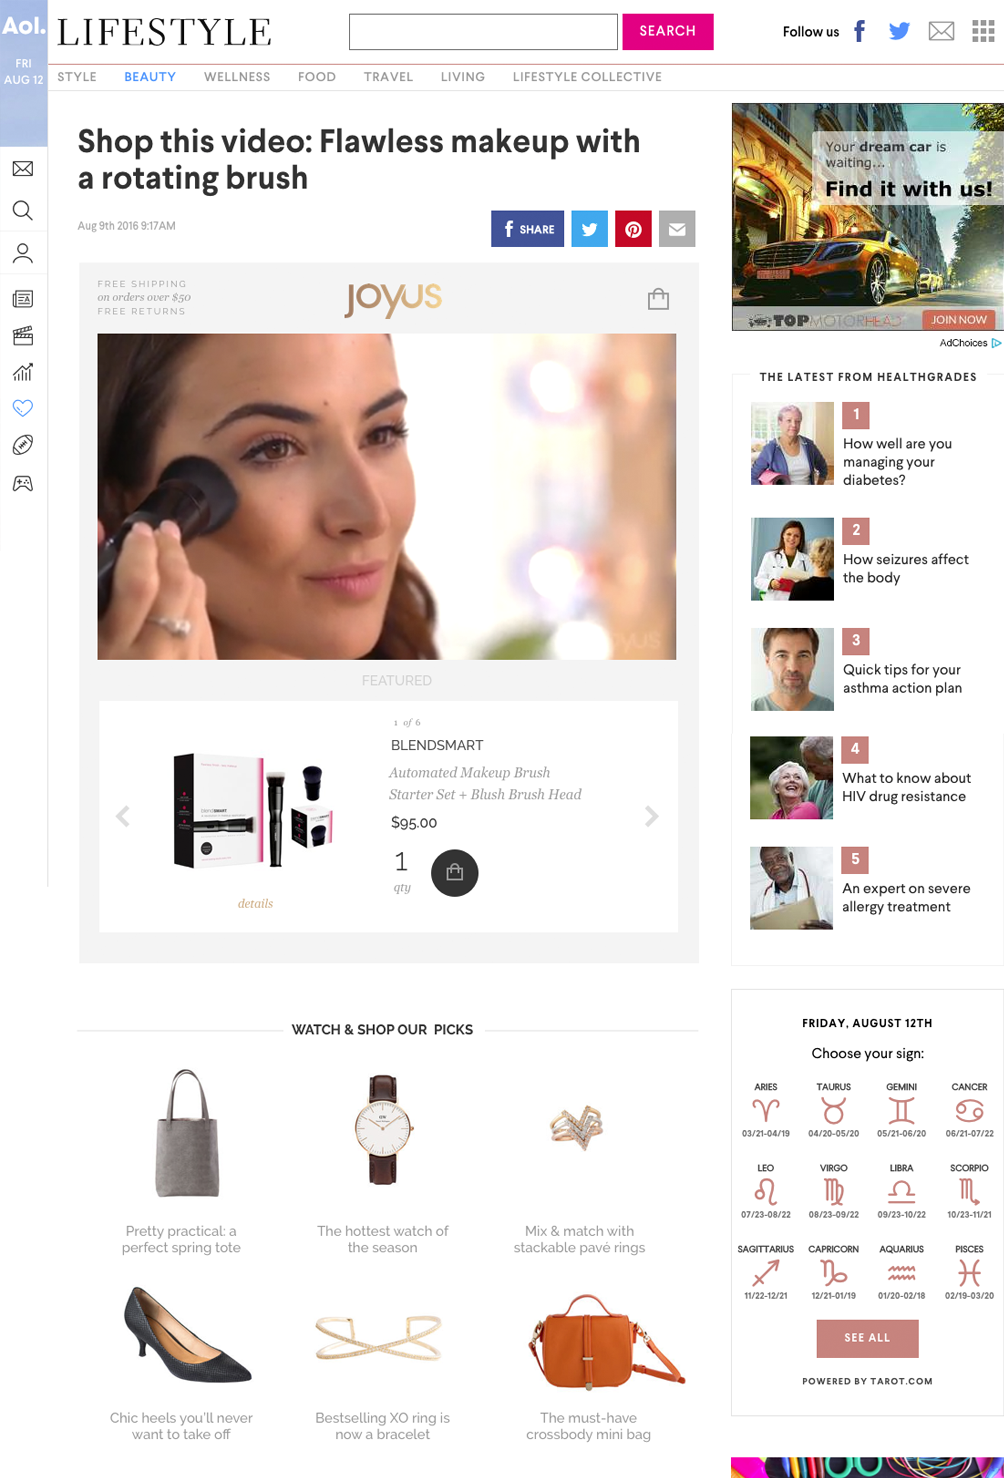 Aol.
FRI
AUG 12
LIFESTYLE
SEARCH
Follow us
STYLE
BEAUTY
WELLNESS
FOOD
TRAVEL
LIVING
LIFESTYLE COLLECTIVE
Shop this video: Flawless makeup with
a rotating brush
Aug 9th 2016 9:17AM
SHARE
FREE SHIPPING
on orders over $50
FREE RETURNS
JOYUS
FEATURED
1 of 6
BLENDSMART
Automated Makeup Brush
Starter Set + Blush Brush Head
$95.00
1
qty
blendSMART
details
WATCH & SHOP OUR PICKS
Pretty practical: a
perfect spring tote
The hottest watch of
the season
Mix & match with
stackable pavé rings
Chic heels you'll never
want to take off
Bestselling XO ring is
now a bracelet
The must-have
crossbody mini bag
Your dream car is
waiting...
Find it with us!
TOPMOTORHEAD
JOIN NOW
AdChoices
THE LATEST FROM HEALTHGRADES
1
How well are you
managing your
diabetes?
2
How seizures affect
the body
3
Quick tips for your
asthma action plan
4
What to know about
HIV drug resistance
5
An expert on severe
allergy treatment
FRIDAY, AUGUST 12TH
Choose your sign:
ARIES
TAURUS
GEMINI
CANCER
03/21-04/19
04/20-05/20
05/21-06/20
06/21-07/22
LEO
VIRGO
LIBRA
SCORPIO
07/23-08/22
08/23-09/22
09/23-10/22
10/23-11/21
SAGITTARIUS
CAPRICORN
AQUARIUS
PISCES
11/22-12/21
12/21-01/19
01/20-02/18
02/19-03/20
SEE ALL
POWERED BY TAROT.COM